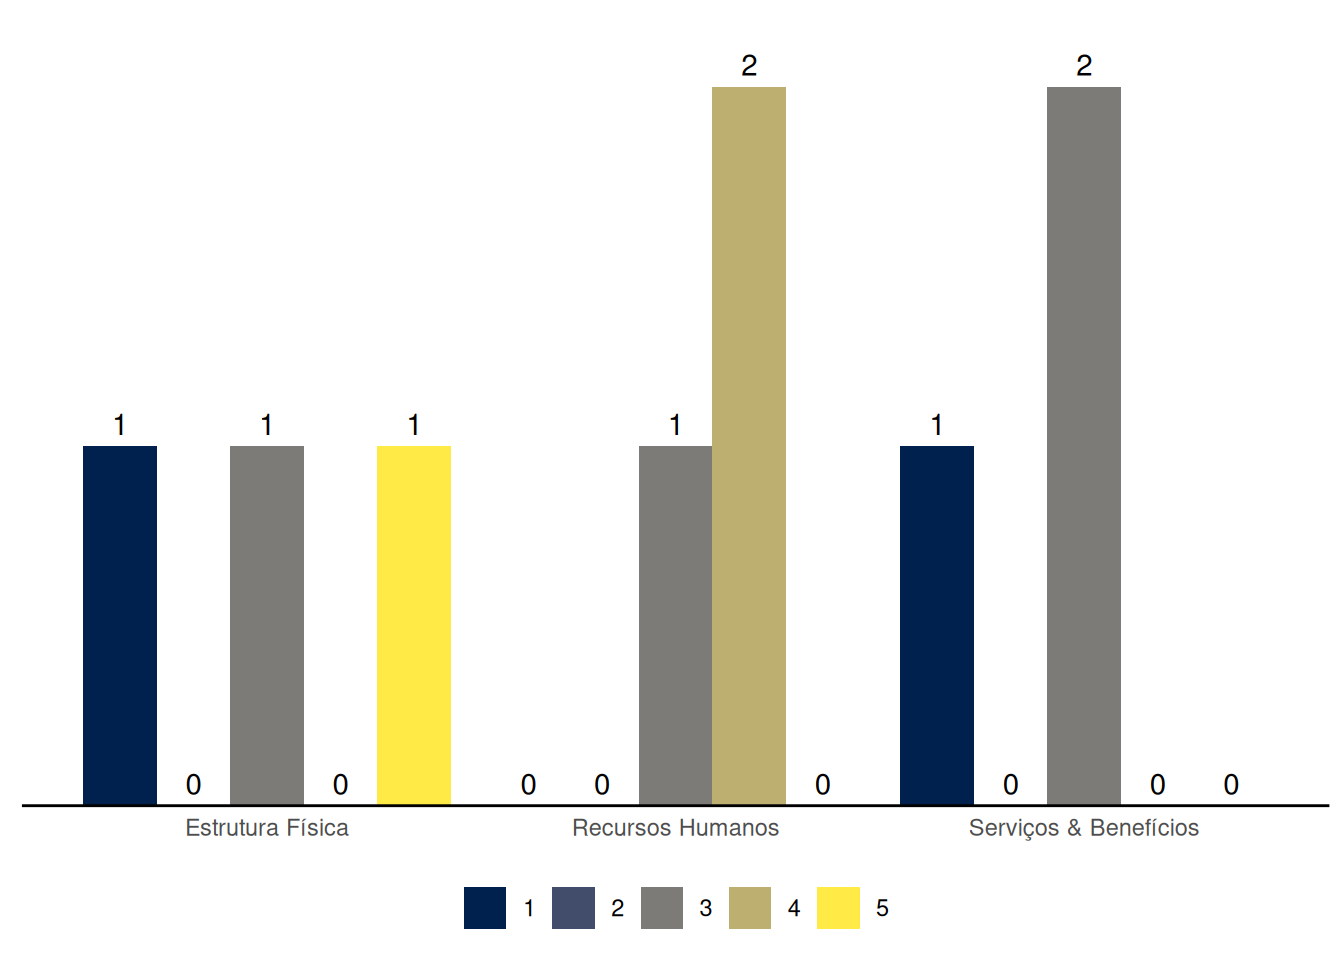 2 2
1 1 1 1 1
0 0 0 0 0 0 0 0
Estrutura Física Recursos Humanos Serviços & Benefícios
1 2 3 4 5